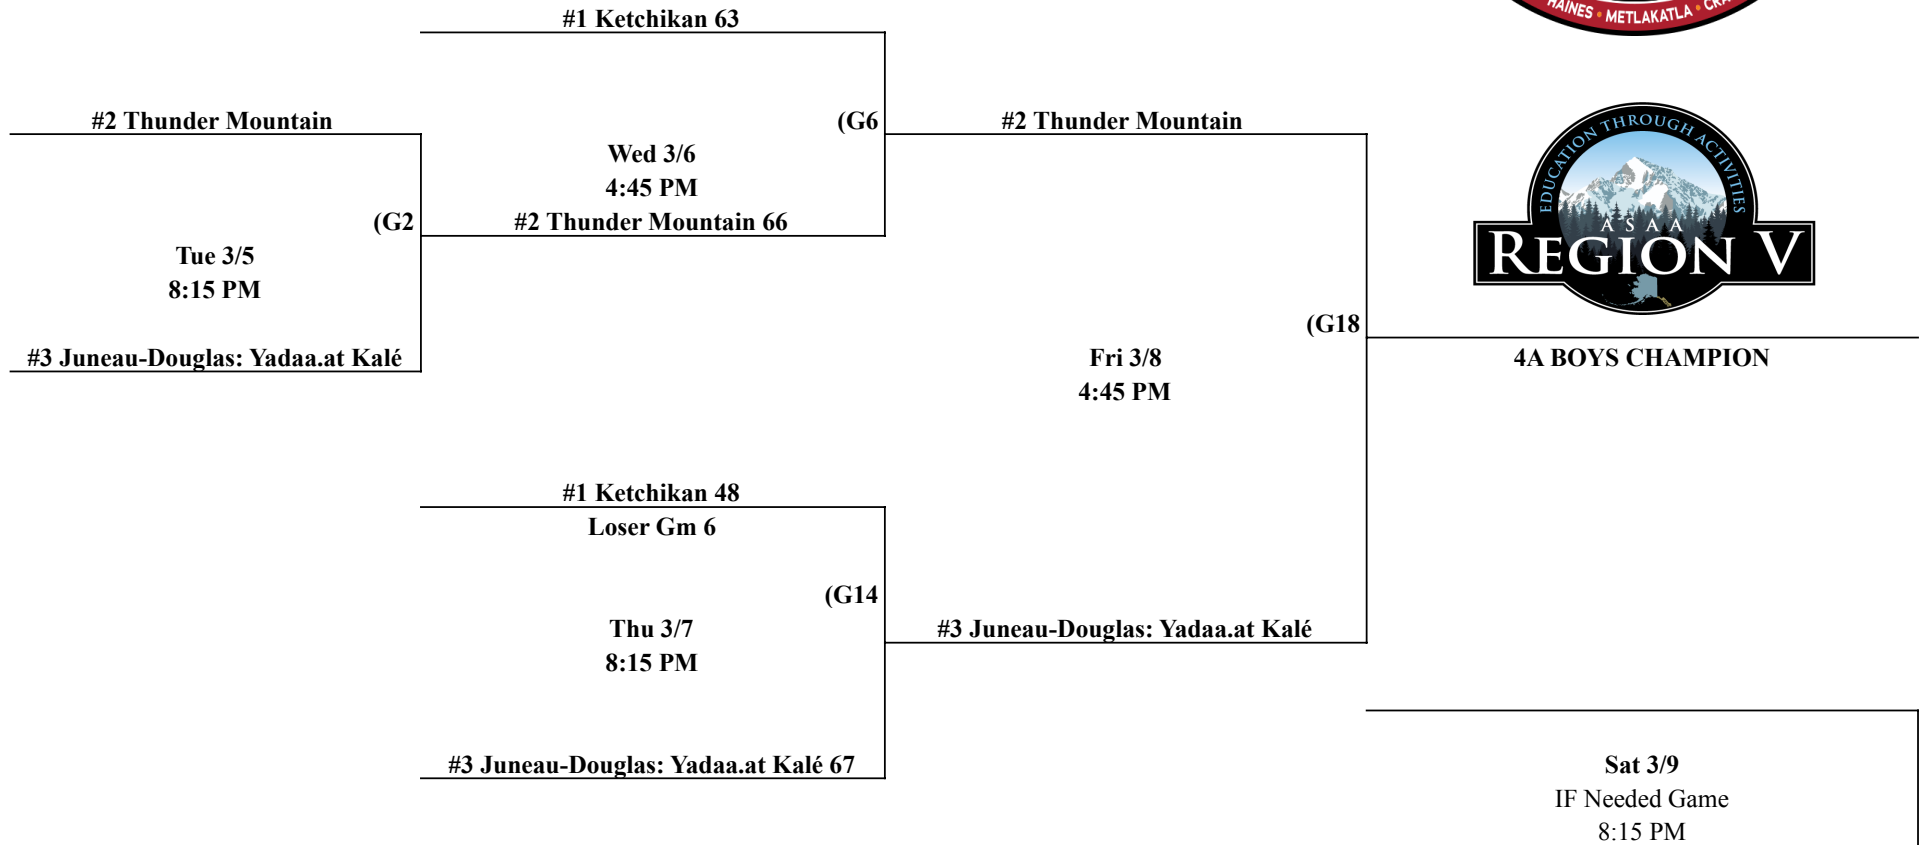 #1 Ketchikan 63
HAINES • METLAKATLA •
#2 Thunder Mountain
(G6
#2 Thunder Mountain
EDUCATION THROUGH ACTIVITIES
Wed 3/6
4:45 PM
(G2
#2 Thunder Mountain 66
ASAA
REGION V
Tue 3/5
8:15 PM
(G18
#3 Juneau-Douglas: Yadaa.at Kalé
Fri 3/8
4:45 PM
4A BOYS CHAMPION
#1 Ketchikan 48
Loser Gm 6
(G14
Thu 3/7
8:15 PM
#3 Juneau-Douglas: Yadaa.at Kalé
#3 Juneau-Douglas: Yadaa.at Kalé 67
Sat 3/9
IF Needed Game
8:15 PM